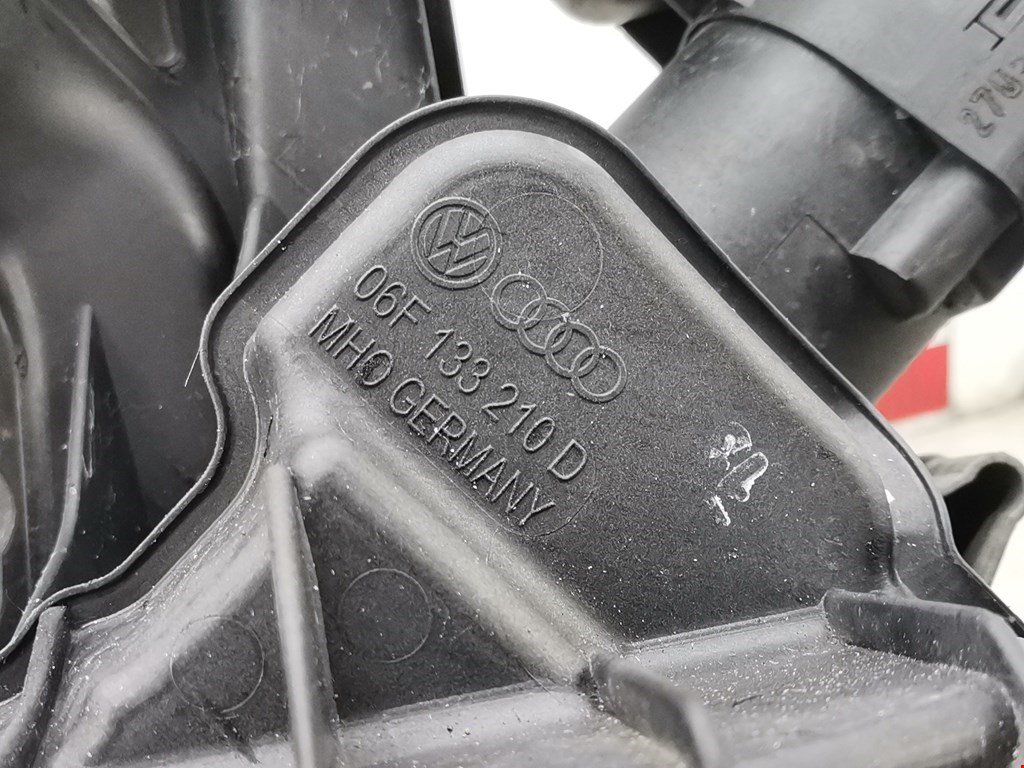 06F 133 210 D
MHO GERMANY